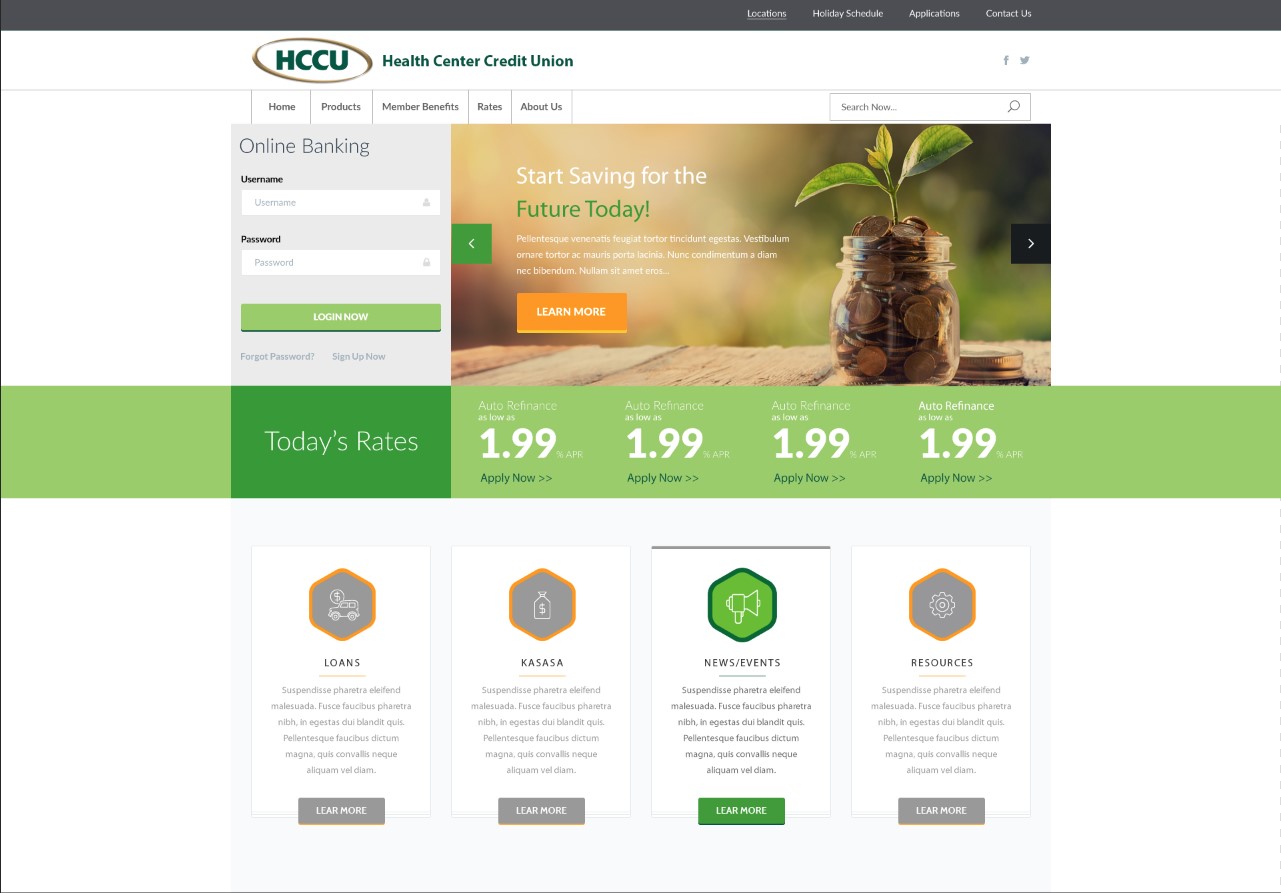 Locations Holiday Schedule Applications Contact Us
HCCU Health Center Credit Union
Home Products Member Benefits Rates About Us
Search Now...
Online Banking
Username
Username
Password
Password
LOGIN NOW
Forgot Password? Sign Up Now
Start Saving for the
Future Today!
Pellentesque venenatis feugiat tortor tincidunt egestas. Vestibulum
ornare tortor ac mauris porta lacinia. Nunc condimentum a diam
nec bibendum. Nullam sit amet eros...
LEARN MORE
Today's Rates
Auto Refinance
as low as
1.99 % APR
Apply Now >>
Auto Refinance
as low as
1.99 % APR
Apply Now >>
Auto Refinance
as low as
1.99 % APR
Apply Now >>
Auto Refinance
as low as
1.99 % APR
Apply Now >>
$
LOANS
Suspendisse pharetra eleifend
malesuada. Fusce faucibus pharetra
nibh, in egestas dui blandit quis.
Pellentesque faucibus dictum
magna, quis convallis neque
aliquam vel diam.
LEAR MORE
$
KASASA
Suspendisse pharetra eleifend
malesuada. Fusce faucibus pharetra
nibh, in egestas dui blandit quis.
Pellentesque faucibus dictum
magna, quis convallis neque
aliquam vel diam.
LEAR MORE
NEWS/EVENTS
Suspendisse pharetra eleifend
malesuada. Fusce faucibus pharetra
nibh, in egestas dui blandit quis.
Pellentesque faucibus dictum
magna, quis convallis neque
aliquam vel diam.
LEAR MORE
RESOURCES
Suspendisse pharetra eleifend
malesuada. Fusce faucibus pharetra
nibh, in egestas dui blandit quis.
Pellentesque faucibus dictum
magna, quis convallis neque
aliquam vel diam.
LEAR MORE